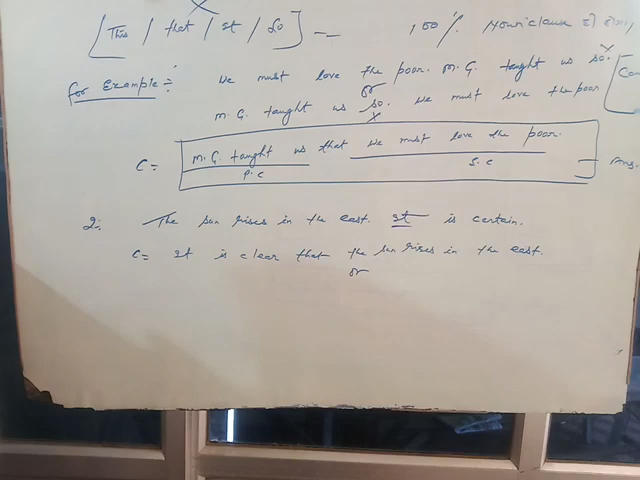 [This / that / It / So] -- 100% Noun clause
for Example:- We must love the poor. M.G. taught us so.
or
M.G. taught us so. We must love the poor
C = M.G. taught us that we must love the poor.
P.C S.C Ans.
2: The sun rises in the east. It is certain.
C= It is clear that the sun rises in the east.
or